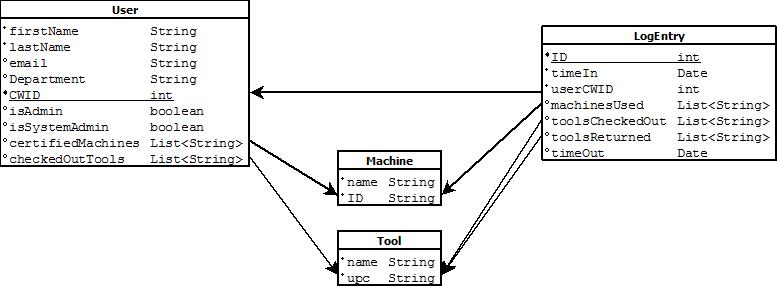 User
firstName String
lastName String
email String
Department String
CWID int
isAdmin boolean
isSystemAdmin boolean
certifiedMachines List<String>
checkedOutTools List<String>
LogEntry
ID int
timeIn Date
userCWID int
machinesUsed List<String>
toolsCheckedOut List<String>
toolsReturned List<String>
timeOut Date
Machine
name String
ID String
Tool
name String
upc String